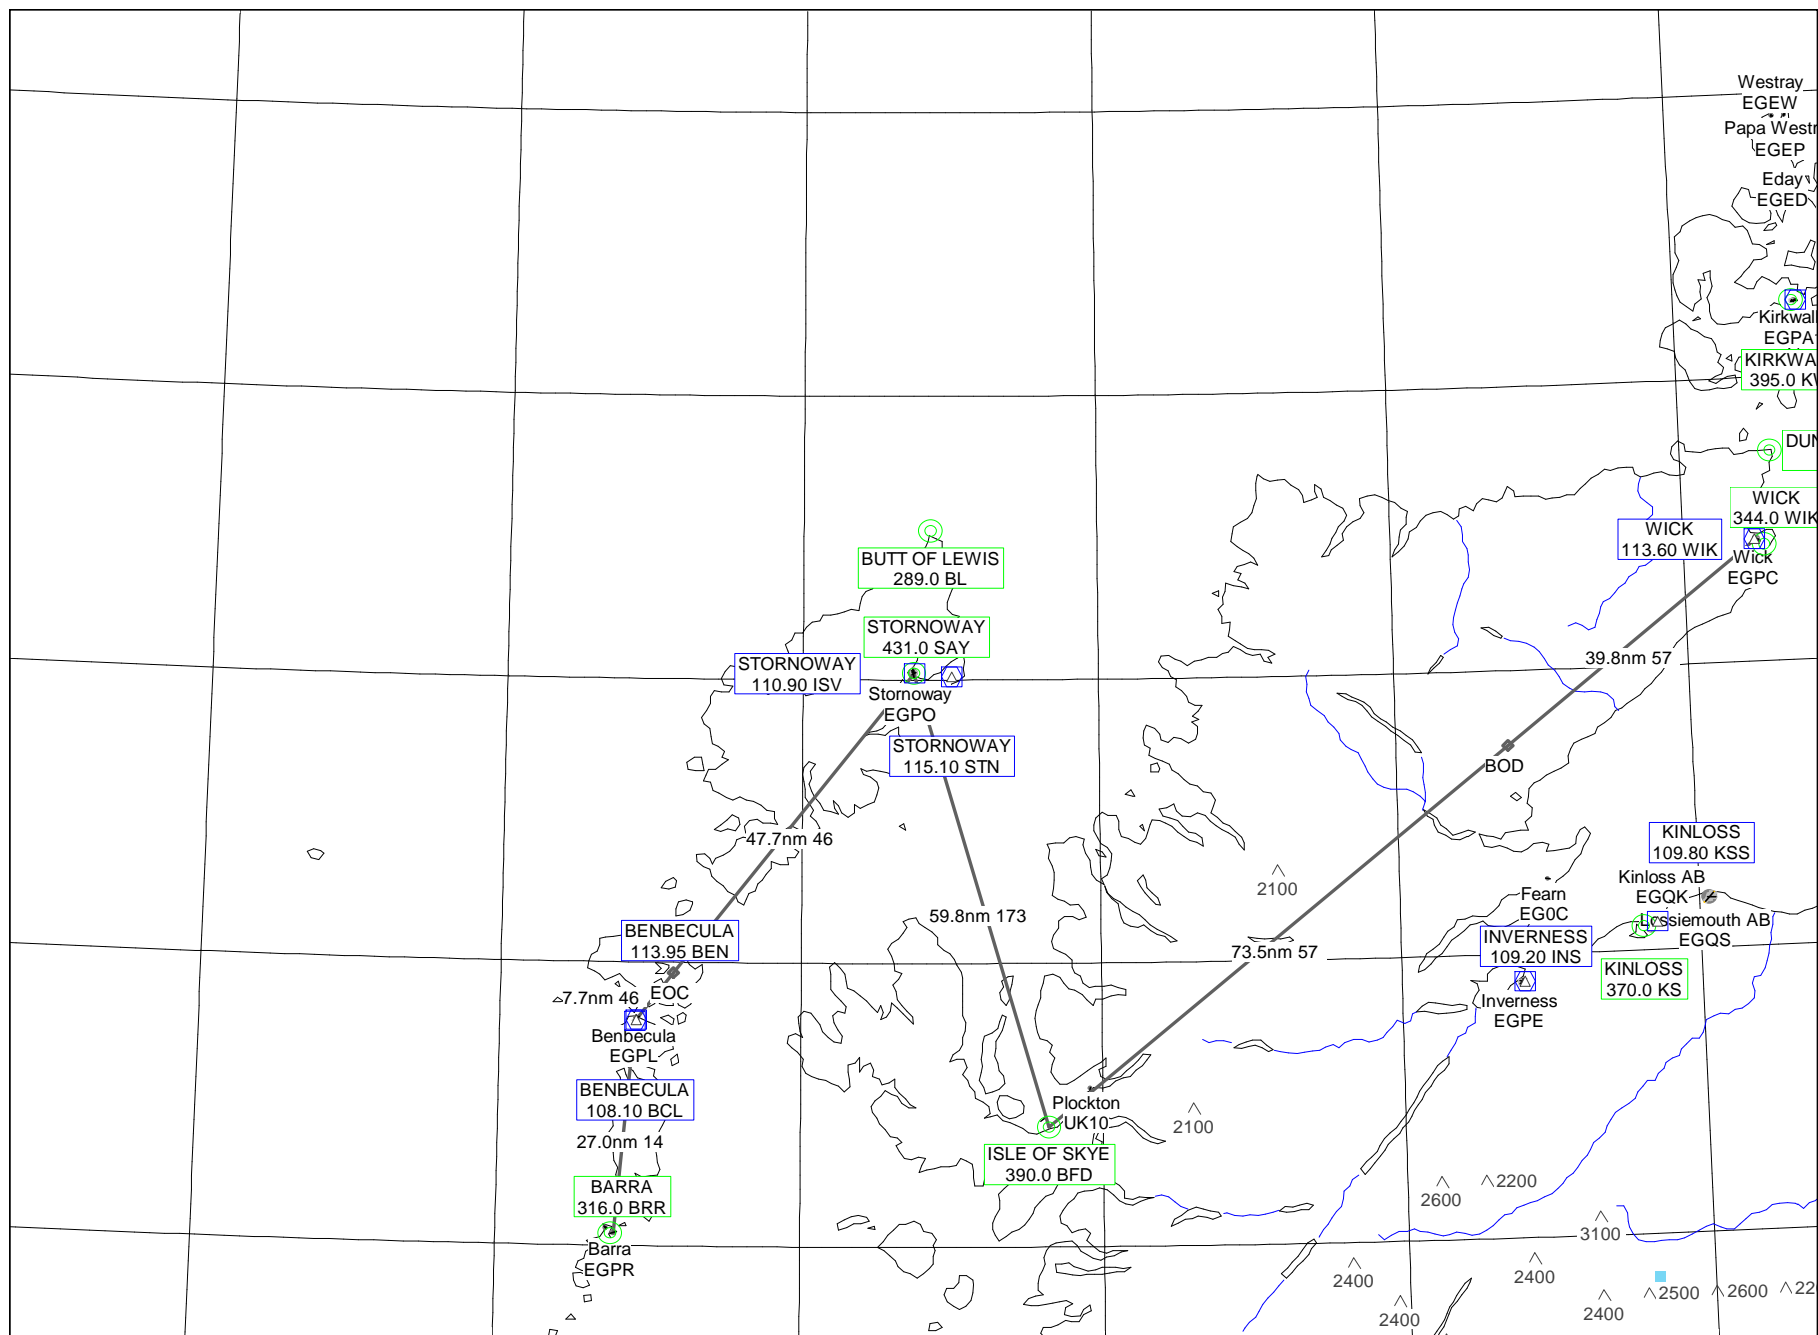 Westray
EGEW
Papa Westr
EGEP
Eday
EGED
Kirkwal
EGPA
KIRKWA
395.0 KW
DUN
WICK
344.0 WIK
WICK
113.60 WIK
Wick
EGPC
BUTT OF LEWIS
289.0 BL
STORNOWAY
431.0 SAY
STORNOWAY
110.90 ISV
Stornoway
EGPO
STORNOWAY
115.10 STN
39.8nm 57
BOD
47.7nm 46
2100
KINLOSS
109.80 KSS
Kinloss AB
EGQK
Fearn
EG0C
Lossiemouth AB
EGQS
59.8nm 173
BENBECULA
113.95 BEN
73.5nm 57
INVERNESS
109.20 INS
KINLOSS
370.0 KS
EOC
7.7nm 46
Inverness
EGPE
Benbecula
EGPL
BENBECULA
108.10 BCL
Plockton
UK10
2100
27.0nm 14
ISLE OF SKYE
390.0 BFD
BARRA
316.0 BRR
2600
2200
3100
Barra
EGPR
2400
2400
2400
2500
2600
22
2400